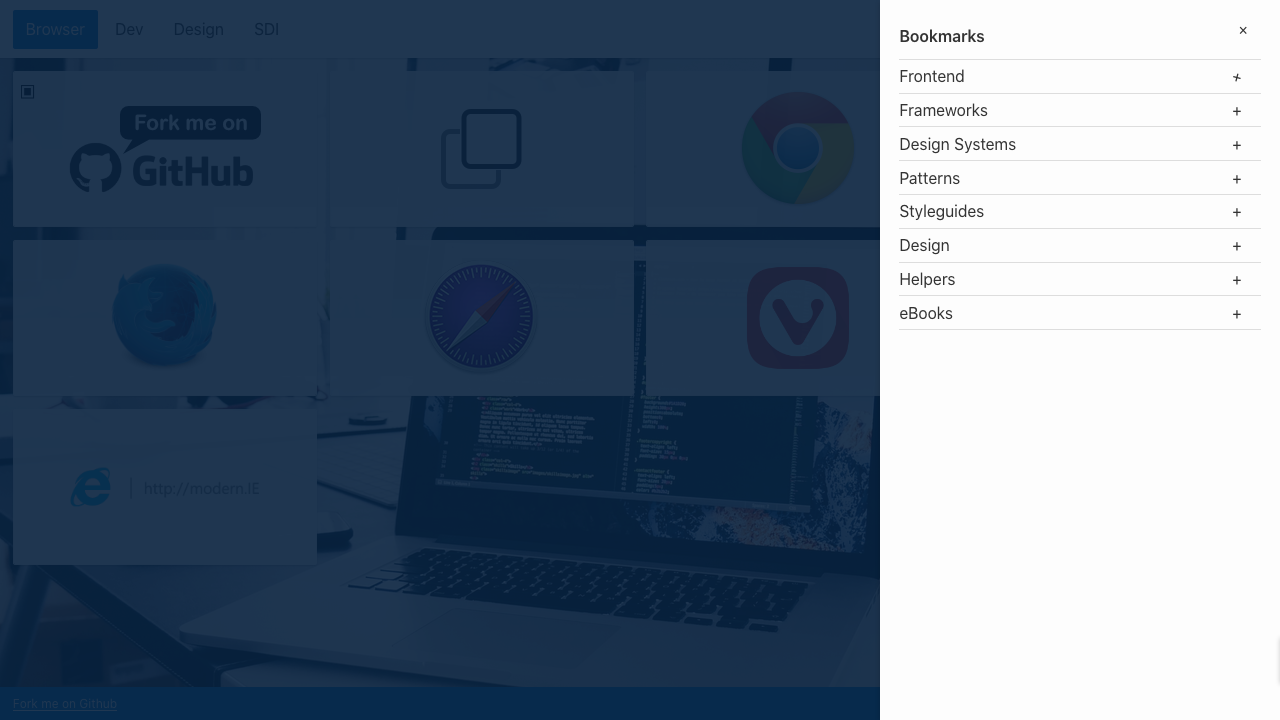 Browser Dev Design SDI
Fork me on
GitHub
http://modern.IE
Fork me on Github
Bookmarks ×
Frontend +
Frameworks +
Design Systems +
Patterns +
Styleguides +
Design +
Helpers +
eBooks +